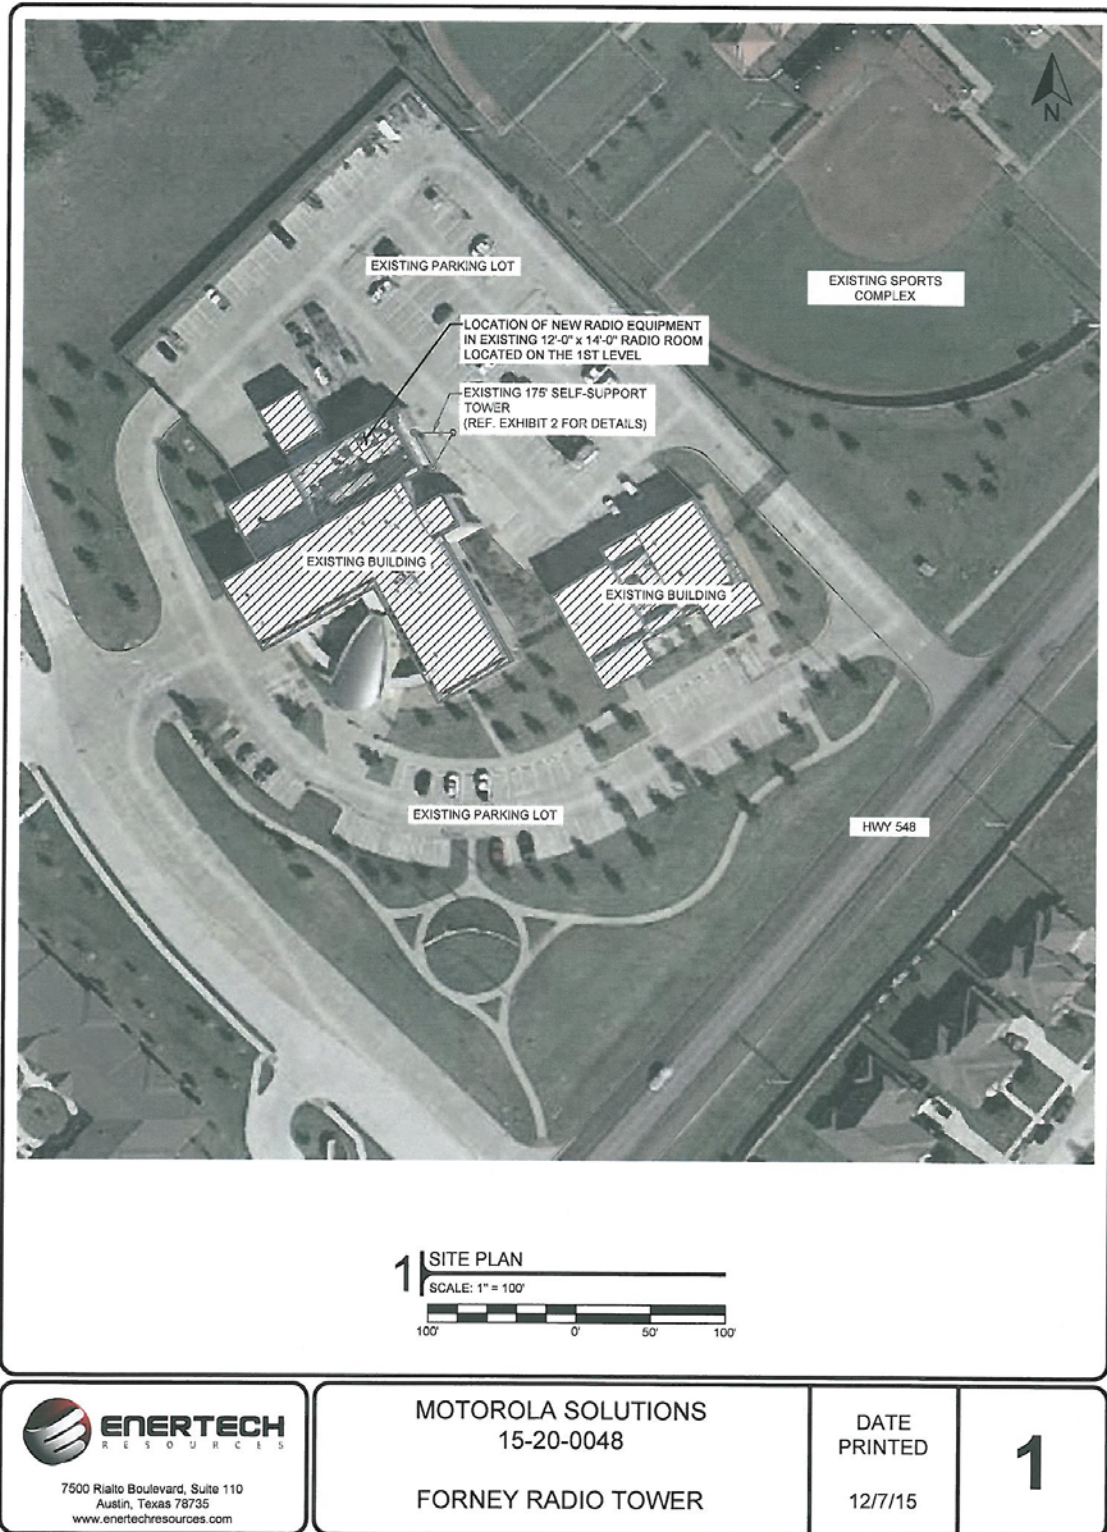 N
EXISTING PARKING LOT
EXISTING SPORTS
COMPLEX
LOCATION OF NEW RADIO EQUIPMENT
IN EXISTING 12'-0" x 14'-0" RADIO ROOM
LOCATED ON THE 1ST LEVEL
EXISTING 175' SELF-SUPPORT
TOWER
(REF. EXHIBIT 2 FOR DETAILS)
EXISTING BUILDING
EXISTING BUILDING
EXISTING PARKING LOT
HWY 548
1 SITE PLAN
SCALE: 1" = 100'
100' 0' 50' 100'
ENERTECH
RESOURCES
7500 Rialto Boulevard, Suite 110
Austin, Texas 78735
www.enertechresources.com
MOTOROLA SOLUTIONS
15-20-0048
FORNEY RADIO TOWER
DATE
PRINTED
12/7/15
1